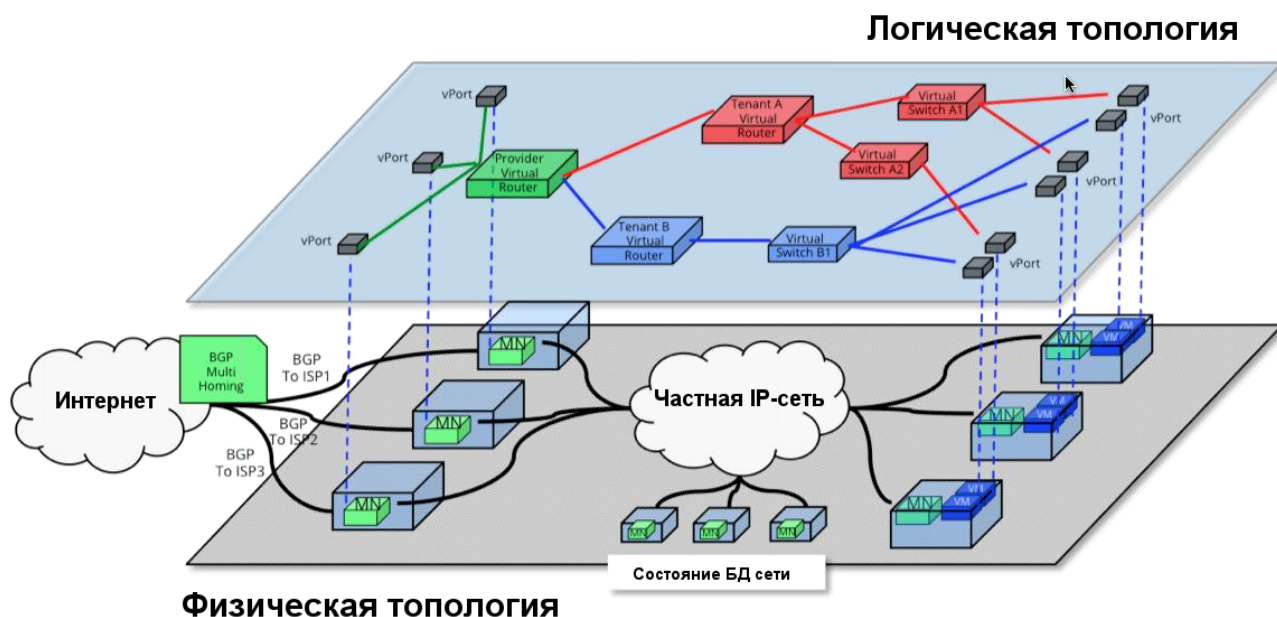 Логическая топология
vPort
Tenant A
Virtual
Router
Virtual
Switch A1
vPort
vPort
Provider
Virtual
Router
Virtual
Switch A2
vPort
vPort
Tenant B
Virtual
Router
Virtual
Switch B1
vPort
BGP
Multi
Homing
BGP
To ISP1
MN
MN
VM
VM
Интернет
Частная IP-сеть
BGP
To ISP2
MN
MN
VM
VM
BGP
To ISP3
MN
MN
VM
VM
MN
MN
MN
Состояние БД сети
Физическая топология